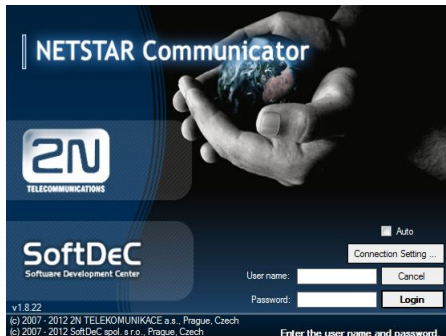 NETSTAR Communicator
2N
TELECOMMUNICATIONS
Auto
Connection Setting ...
SoftDeC
Software Development Center
User name:
Cancel
Password:
Login
v1.8.22
(c) 2007 - 2012 2N TELEKOMUNIKACE a.s., Prague, Czech
(c) 2007 - 2012 SoftDeC spol. s r.o., Prague, Czech
Enter the user name and password